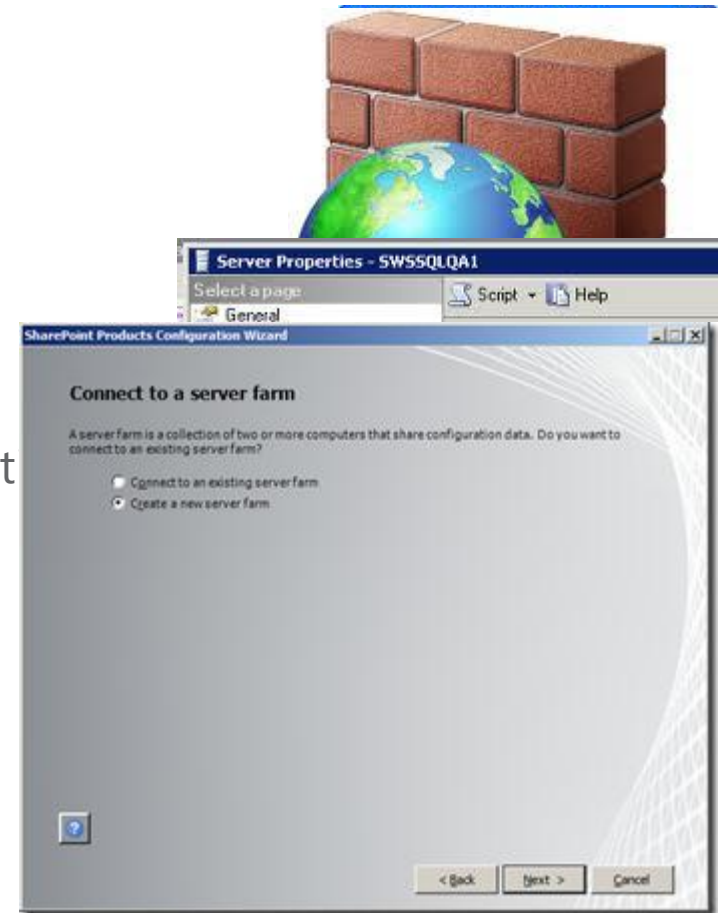 Server Properties - SWSSQLQA1
Select a page
Script
Help
General
SharePoint Products Configuration Wizard
Connect to a server farm
A server farm is a collection of two or more computers that share configuration data. Do you want to
connect to an existing server farm?
t
Connect to an existing server farm
Create a new server farm
?
< Back
Next >
Cancel